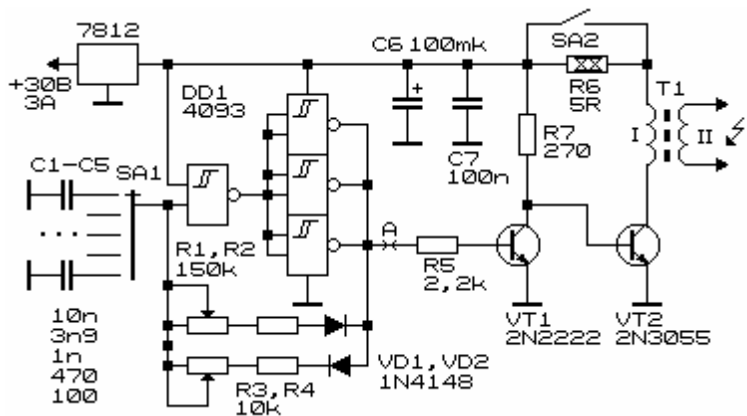 7812
+30В
3А
C6 100mk
SA2
DD1
4093
R6
5R
T1
I
II
R7
270
C7
100n
C1-C5
SA1
R1,R2
150k
A
R5
2,2k
10n
3n9
1n
470
100
R3,R4
10k
VD1,VD2
1N4148
VT1
2N2222
VT2
2N3055
+